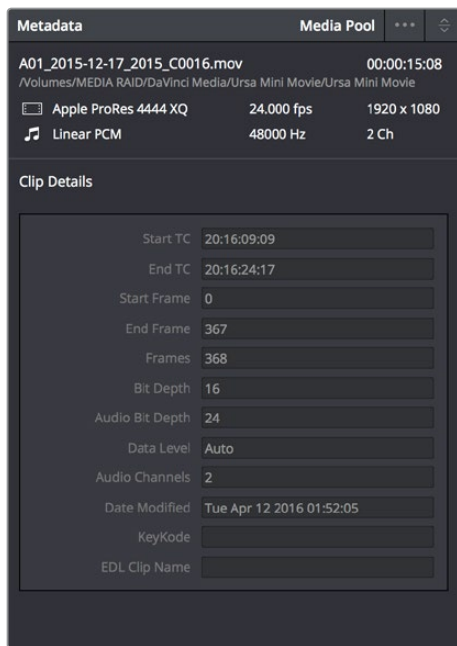 Metadata Media Pool •••
A01_2015-12-17_2015_C0016.mov 00:00:15:08
/Volumes/MEDIA RAID/DaVinci Media/Ursa Mini Movie/Ursa Mini Movie
Apple ProRes 4444 XQ 24.000 fps 1920 x 1080
Linear PCM 48000 Hz 2 Ch
Clip Details
Start TC 20:16:09:09
End TC 20:16:24:17
Start Frame 0
End Frame 367
Frames 368
Bit Depth 16
Audio Bit Depth 24
Data Level Auto
Audio Channels 2
Date Modified Tue Apr 12 2016 01:52:05
KeyKode
EDL Clip Name